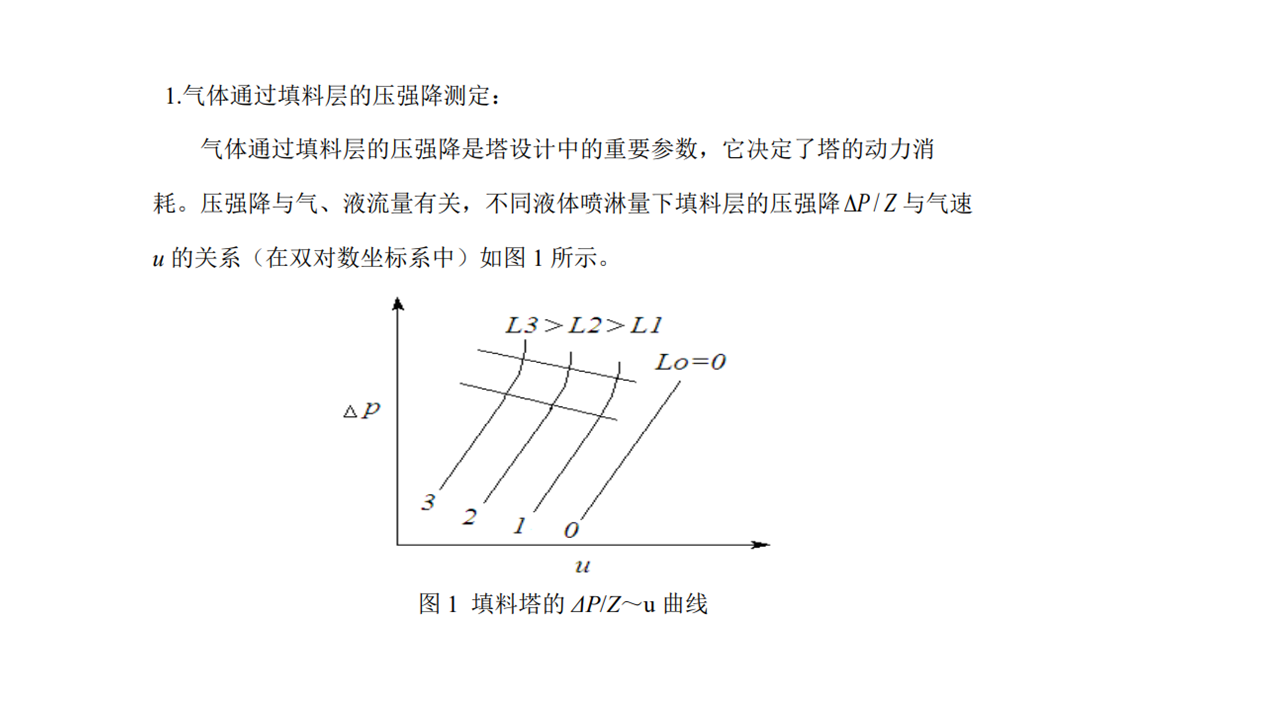 1.气体通过填料层的压强降测定：
气体通过填料层的压强降是塔设计中的重要参数，它决定了塔的动力消
耗。压强降与气、液流量有关，不同液体喷淋量下填料层的压强降 ΔP / Z 与气速
u 的关系（在双对数坐标系中）如图 1 所示。
L3＞L2＞L1
Lo=0
△ p
3
2
1
0
u
图 1 填料塔的 ΔP/Z～u 曲线